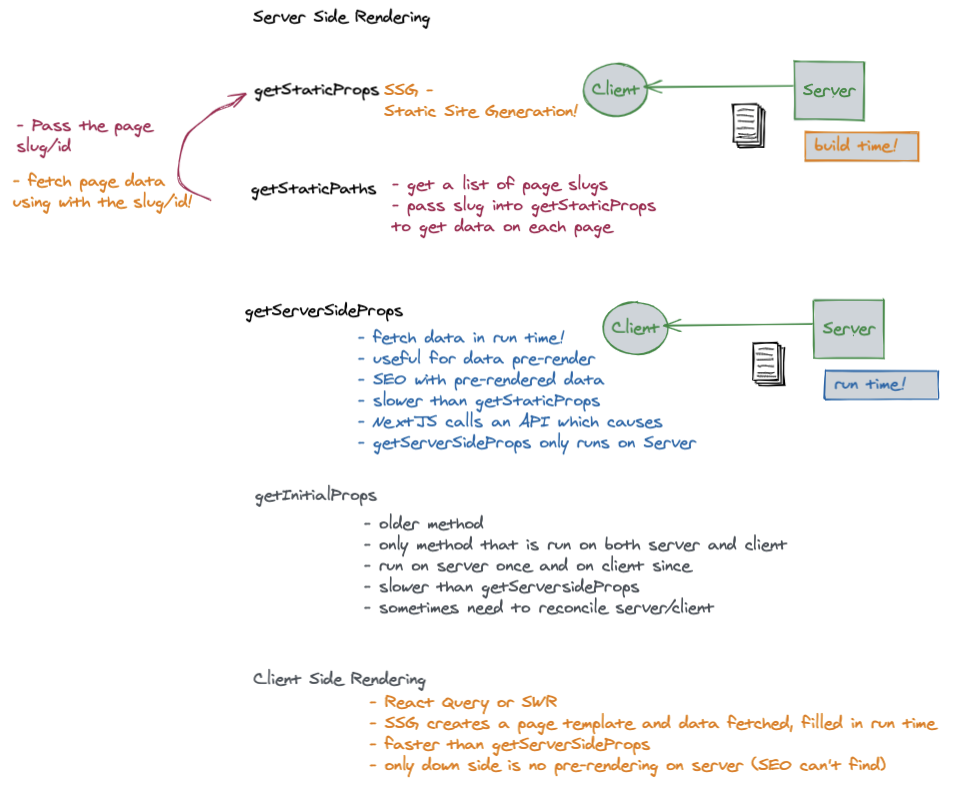 Server Side Rendering
getStaticProps SSG -
Static Site Generation!
Client
Server
build time!
- Pass the page
slug/id
- fetch page data
using with the slug/id!
getStaticPaths
- get a list of page slugs
- pass slug into getStaticProps
to get data on each page
getServerSideProps
Client
Server
run time!
- fetch data in run time!
- useful for data pre-render
- SEO with pre-rendered data
- slower than getStaticProps
- NextJS calls an API which causes
- getServerSideProps only runs on Server
getInitialProps
- older method
- only method that is run on both server and client
- run on server once and on client since
- slower than getServersideProps
- sometimes need to reconcile server/client
Client Side Rendering
- React Query or SWR
- SSG creates a page template and data fetched, filled in run time
- faster than getServerSideProps
- only down side is no pre-rendering on server (SEO can't find)